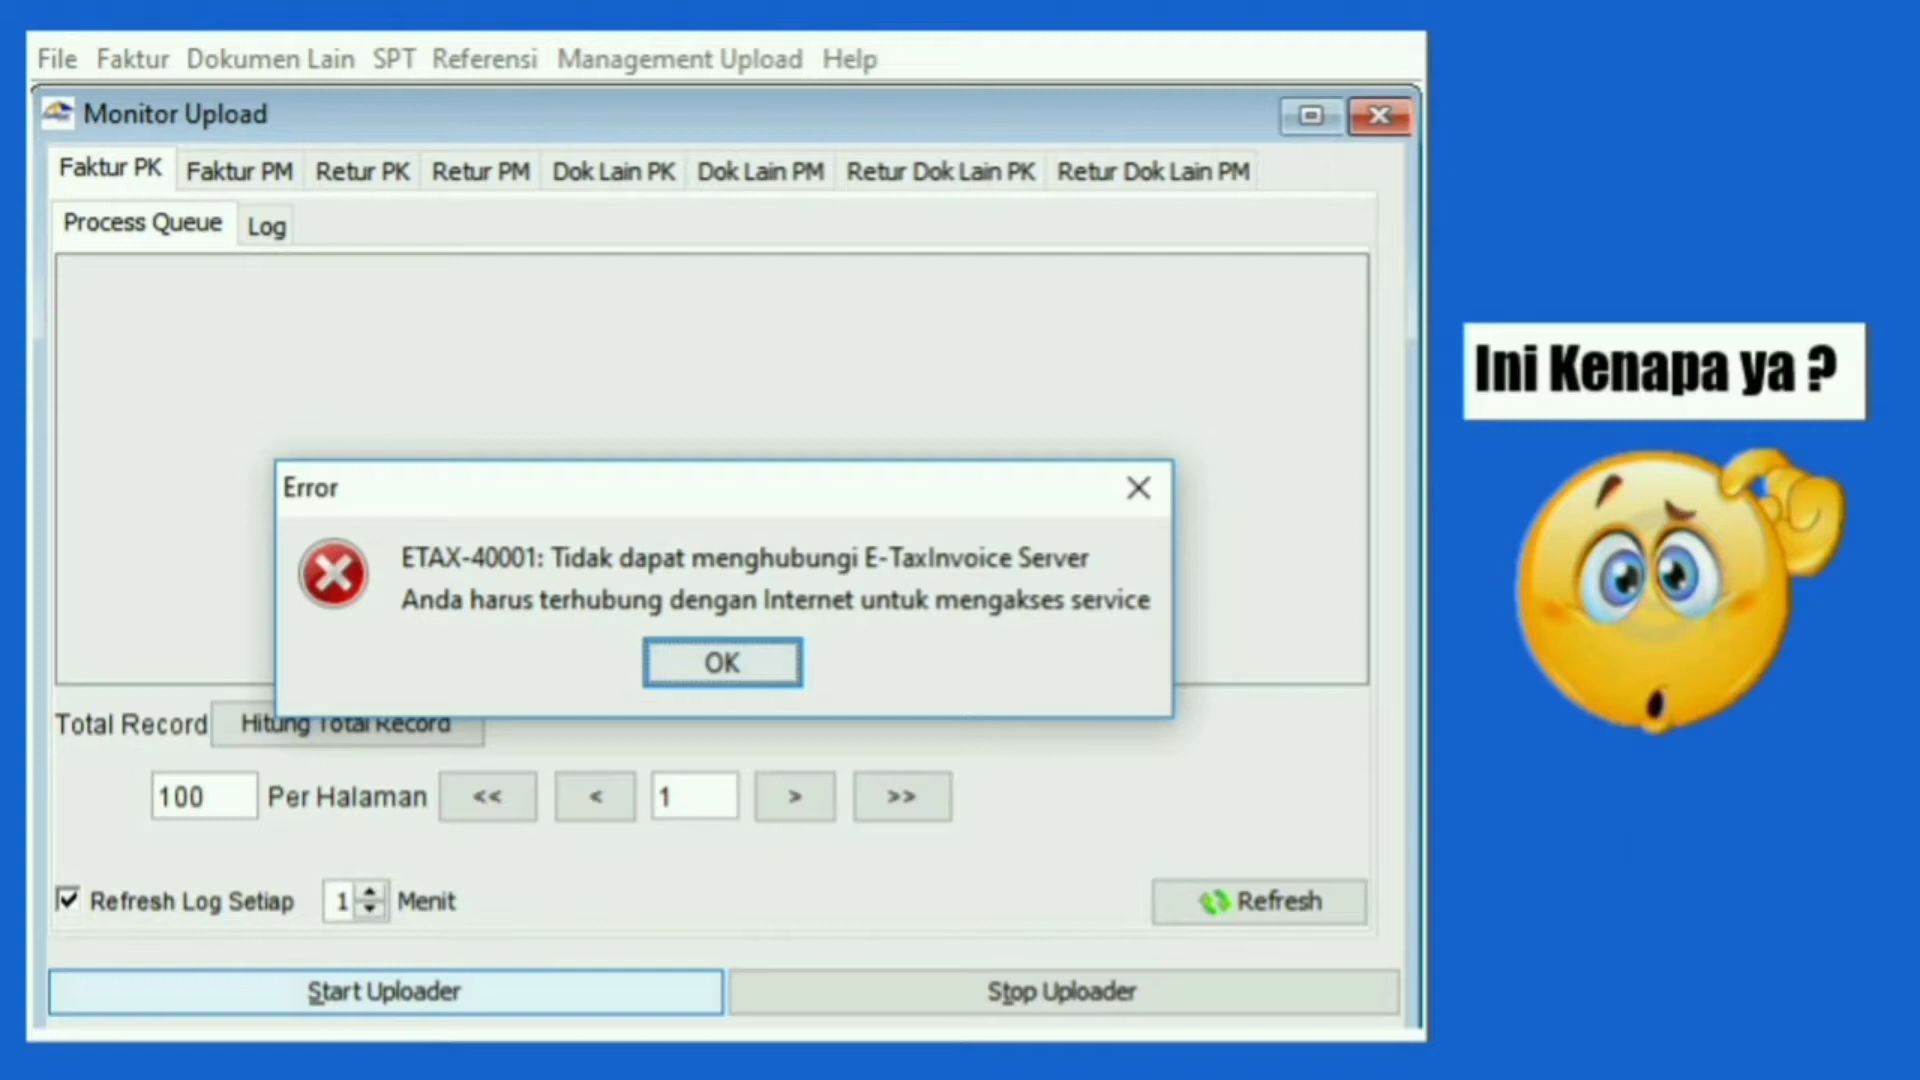 File Faktur Dokumen Lain SPT Referensi Management Upload Help
Monitor Upload
Faktur PK Faktur PM Retur PK Retur PM Dok Lain PK Dok Lain PM Retur Dok Lain PK Retur Dok Lain PM
Process Queue Log
Ini Kenapa ya ?
Error
ETAX-40001: Tidak dapat menghubungi E-TaxInvoice Server
Anda harus terhubung dengan Internet untuk mengakses service
OK
Total Record Hitung Total Record
100 Per Halaman << < 1 > >>
Refresh Log Setiap 1 Menit Refresh
Start Uploader Stop Uploader